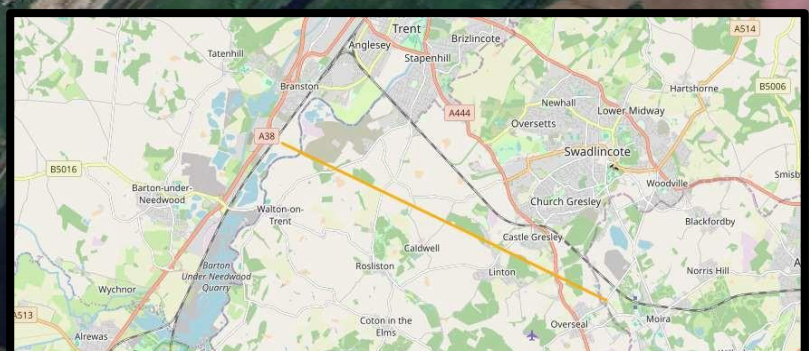 Trent
A514
Anglesey
Brizlincote
Tatenhill
Stapenhill
Branston
Hartshorne
B5006
Newhall
Lower Midway
A444
Oversetts
A38
Swadlincote
B5016
Woodville
Barton-under-
Needwood
Church Gresley
Walton-on-
Trent
Blackfordby
Castle Gresley
Caldwell
Barton
Under Needwood
Quarry
Rosliston
Linton
Norris Hill
Wychnor
A513
Coton in the
Elms
Overseal
Moira
Alrewas